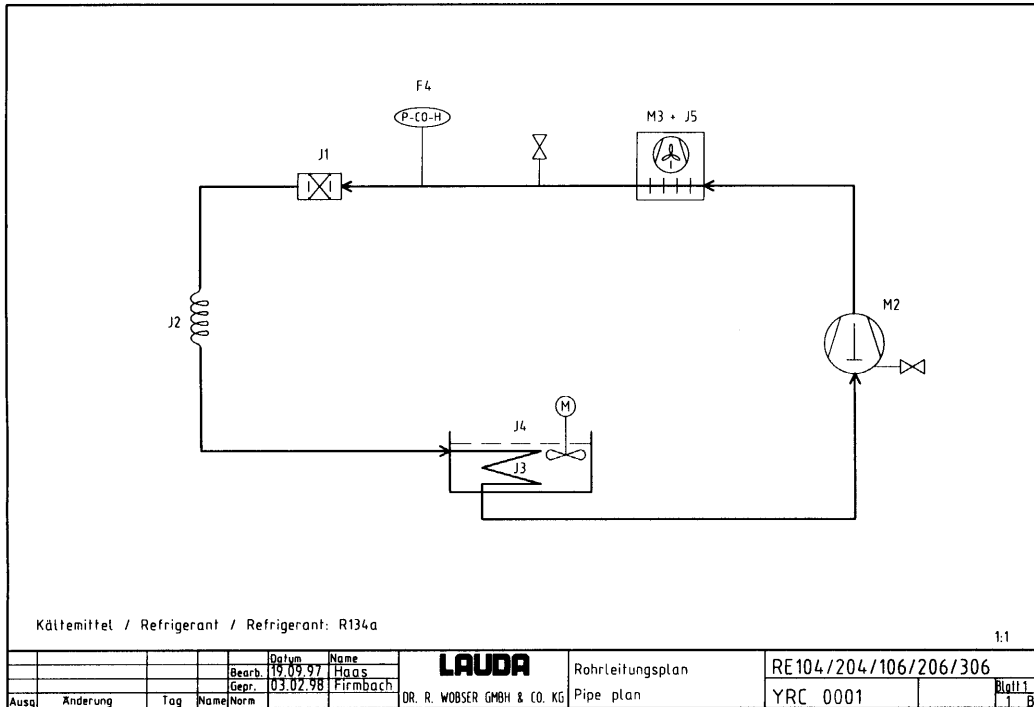 F4
P-CO-H
M3 + J5
J1
J2
M2
M
J4
J3
Kältemittel / Refrigerant / Refrigerant: R134a
1:1
Datum Name
Bearb. 19.09.97 Haas
Gepr. 03.02.98 Firmbach
Ausg Änderung Tag Name Norm
LAUDA
DR. R. WOBSER GMBH & CO. KG
Rohrleitungsplan
Pipe plan
RE104/204/106/206/306
YRC 0001
Blatt 1
1 B